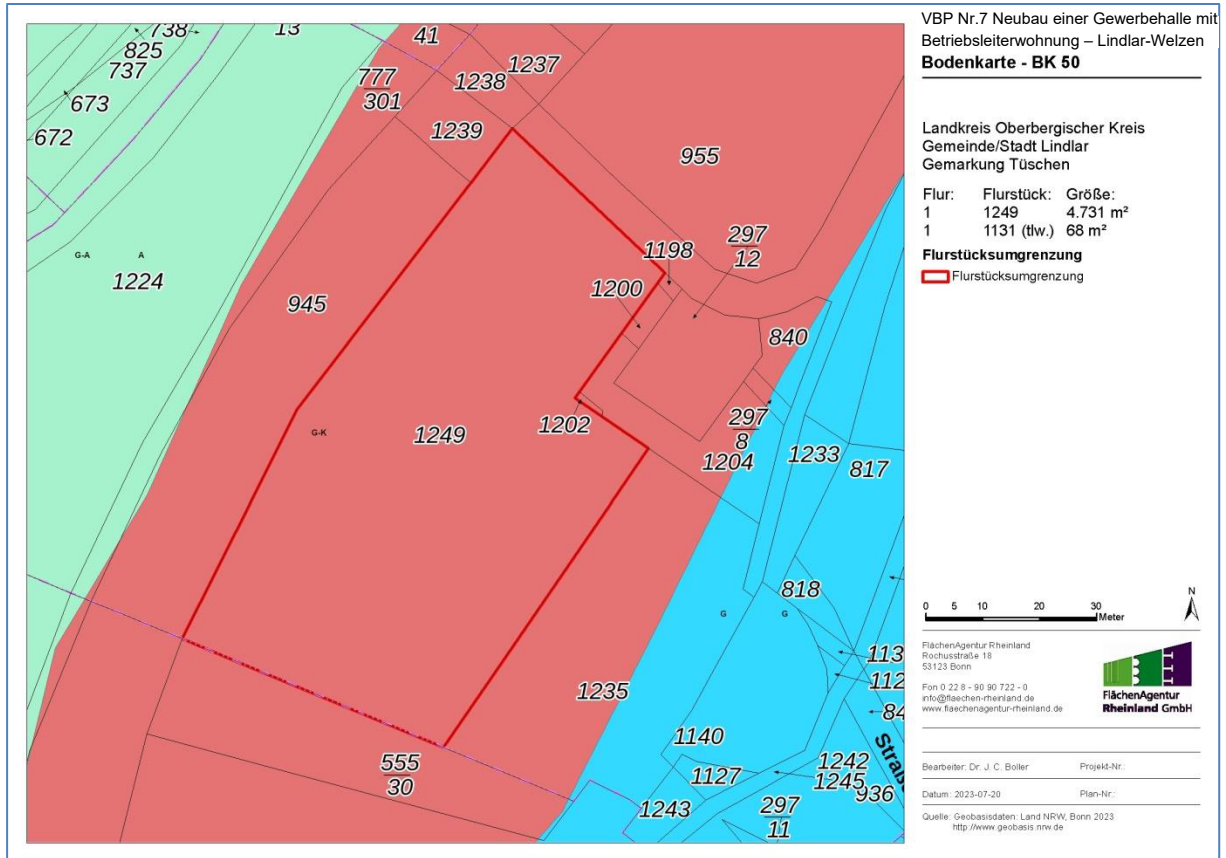 VBP Nr.7 Neubau einer Gewerbehalle mit
Betriebsleiterwohnung – Lindlar-Welzen
Bodenkarte - BK 50
Landkreis Oberbergischer Kreis
Gemeinde/Stadt Lindlar
Gemarkung Tüschen
Flur: Flurstück: Größe:
1 1249 4.731 m²
1 1131 (tlw.) 68 m²
Flurstücksumgrenzung
Flurstücksumgrenzung
738
825
737
673
672
13
41
777
301
1238
1237
1239
955
G-A A
1224
945
1198
297
12
1200
840
G-K
1249
1202
297
8
1204
1233
817
818
G G
113
112
84
1235
1140
1127
1242
1245
936
Straße
555
30
1243
297
11
0 5 10 20 30
Meter
N
FlächenAgentur Rheinland
Rochusstraße 18
53123 Bonn
Fon 0 22 8 - 90 90 722 - 0
info@flaechen-rheinland.de
www.flaechenagentur-rheinland.de
FlächenAgentur
Rheinland GmbH
Bearbeiter: Dr. J. C. Boller Projekt-Nr.:
Datum: 2023-07-20 Plan-Nr.:
Quelle: Geobasisdaten: Land NRW, Bonn 2023
http://www.geobasis.nrw.de